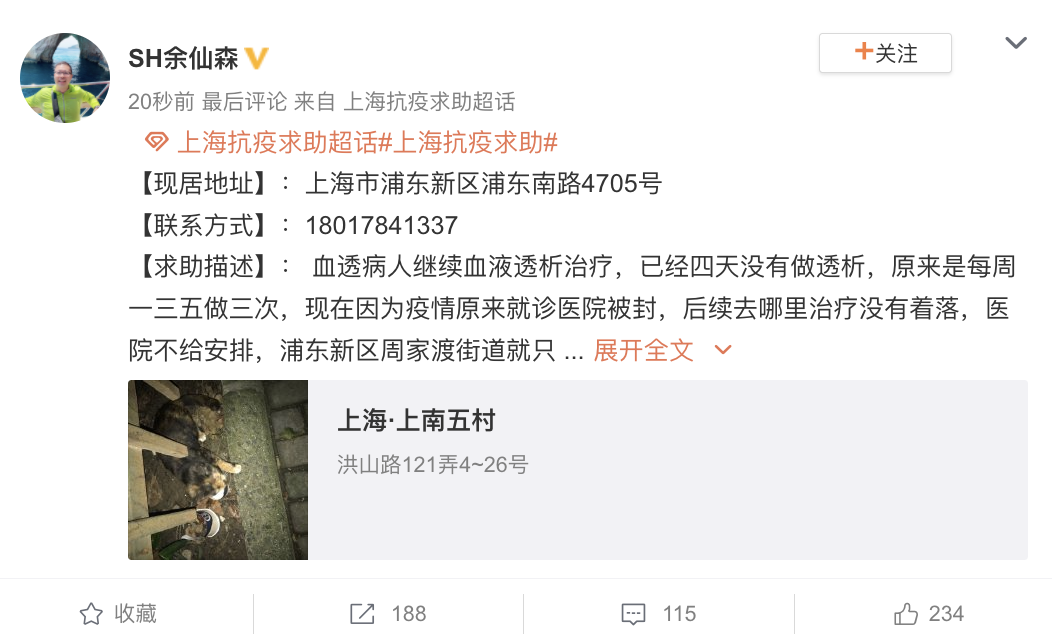 SH余仙森
关注
20秒前 最后评论 来自 上海抗疫求助超话
上海抗疫求助超话#上海抗疫求助#
【现居地址】： 上海市浦东新区浦东南路4705号
【联系方式】： 18017841337
【求助描述】： 血透病人继续血液透析治疗，已经四天没有做透析，原来是每周
一三五做三次，现在因为疫情原来就诊医院被封，后续去哪里治疗没有着落，医
院不给安排，浦东新区周家渡街道就只 ... 展开全文
上海·上南五村
洪山路121弄4~26号
收藏
188
115
234